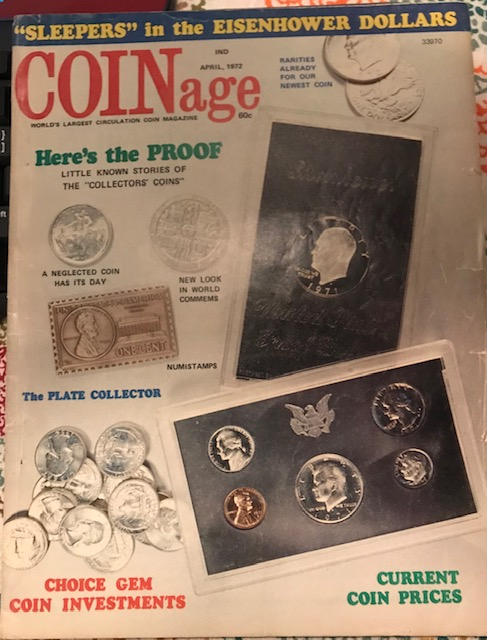 "SLEEPERS" in the EISENHOWER DOLLARS
33970
IND
APRIL, 1972
COINage
60c
WORLD'S LARGEST CIRCULATION COIN MAGAZINE
RARITIES
ALREADY
FOR OUR
NEWEST COIN
Here's the PROOF
LITTLE KNOWN STORIES OF
THE "COLLECTORS' COINS"
1971
A NEGLECTED COIN
HAS ITS DAY
NEW LOOK
IN WORLD
COMMEMS
ONE CENT
NUMISTAMPS
The PLATE COLLECTOR
CHOICE GEM
COIN INVESTMENTS
CURRENT
COIN PRICES